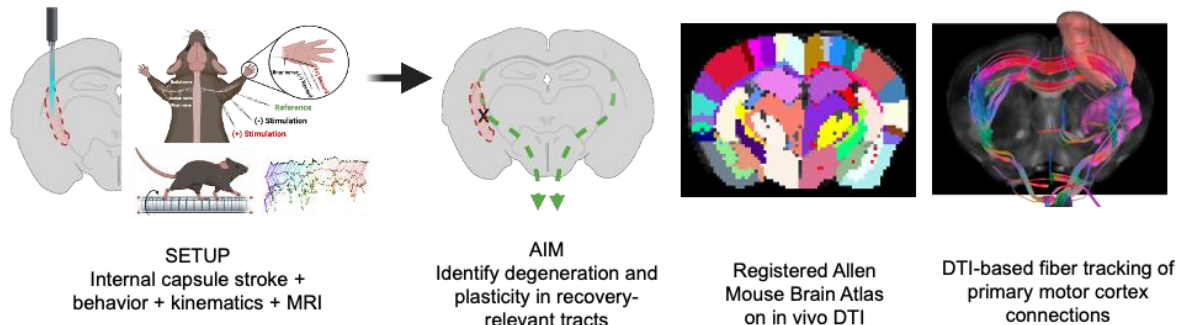 Reference
(-) Stimulation
(+) Stimulation
X
SETUP
Internal capsule stroke +
behavior + kinematics + MRI
AIM
Identify degeneration and
plasticity in recovery-
relevant tracts
Registered Allen
Mouse Brain Atlas
on in vivo DTI
DTI-based fiber tracking of
primary motor cortex
connections